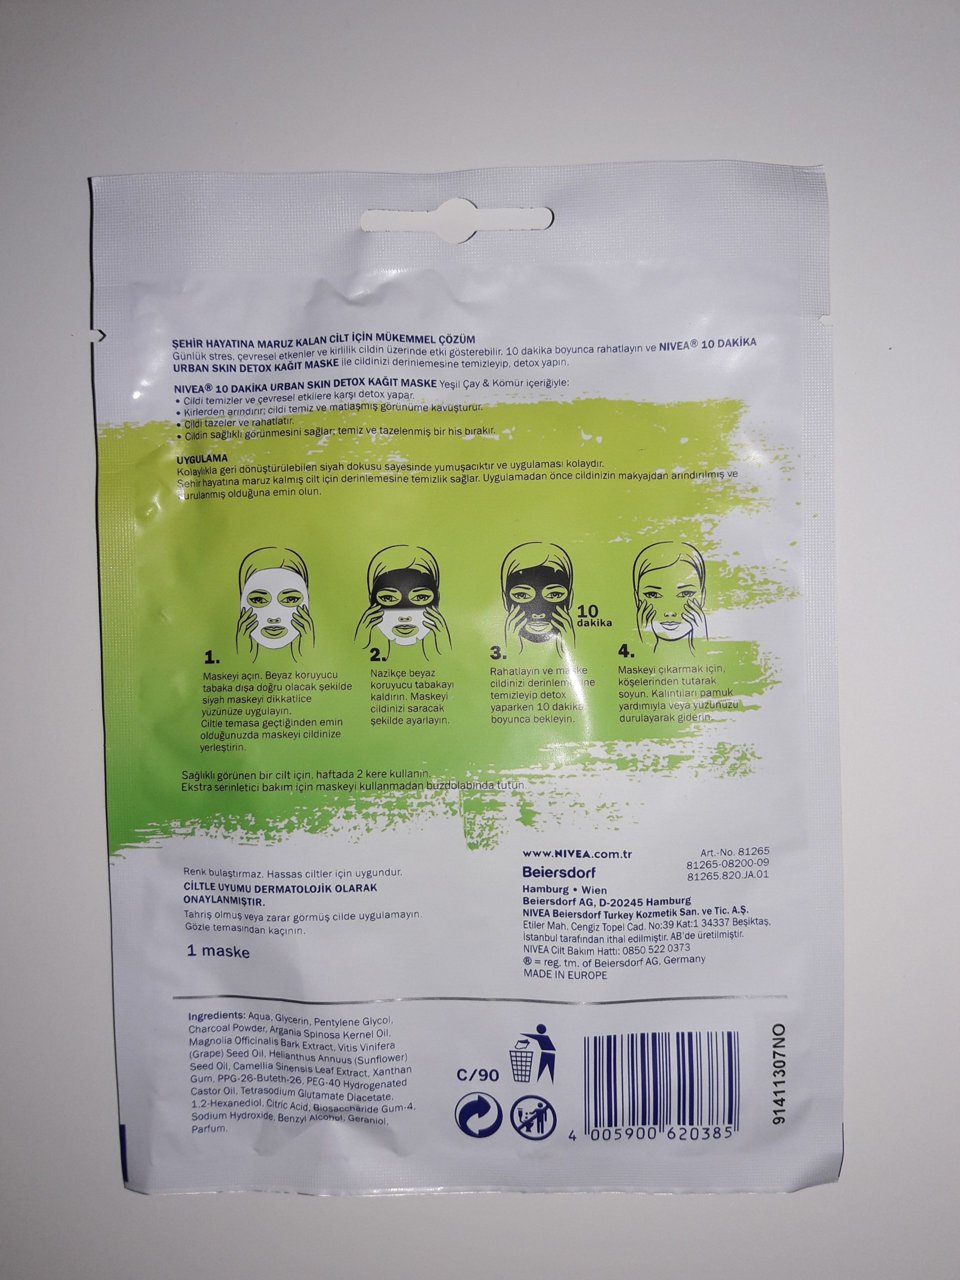 ŞEHİR HAYATINA MARUZ KALAN CİLT İÇİN MÜKEMMEL ÇÖZÜM
Günlük stres, çevresel etkenler ve kirlilik cildin üzerinde etki gösterebilir. 10 dakika boyunca rahatlayın ve NIVEA® 10 DAKİKA
URBAN SKIN DETOX KAĞIT MASKE ile cildinizi derinlemesine temizleyip, detox yapın.
NIVEA® 10 DAKİKA URBAN SKIN DETOX KAĞIT MASKE Yeşil Çay & Kömür içeriğiyle:
• Cildi temizler ve çevresel etkilere karşı detox yapar.
• Kirlerden arındırır; cildi temiz ve matlaşmış görünüme kavuşturur.
• Cildi tazeler ve rahatlatır.
• Cildin sağlıklı görünmesini sağlar; temiz ve tazelenmiş bir his bırakır.
UYGULAMA
Kolaylıkla geri dönüştürülebilen siyah dokusu sayesinde yumuşacıktır ve uygulaması kolaydır.
Şehir hayatına maruz kalmış cilt için derinlemesine temizlik sağlar. Uygulamadan önce cildinizin makyajdan arındırılmış ve
kurulanmış olduğuna emin olun.
10
dakika
1.
Maskeyi açın. Beyaz koruyucu
tabaka dışa doğru olacak şekilde
siyah maskeyi dikkatlice
yüzünüze uygulayın.
Ciltle temasa geçtiğinden emin
olduğunuzda maskeyi cildinize
yerleştirin.
2.
Nazikçe beyaz
koruyucu tabakayı
kaldırın. Maskeyi
cildinizi saracak
şekilde ayarlayın.
3.
Rahatlayın ve maske
cildinizi derinlemesine
temizleyip detox
yaparken 10 dakika
boyunca bekleyin.
4.
Maskeyi çıkarmak için,
köşelerinden tutarak
soyun. Kalıntıları pamuk
yardımıyla veya yüzünüzü
durulayarak giderin.
Sağlıklı görünen bir cilt için, haftada 2 kere kullanın.
Ekstra serinletici bakım için maskeyi kullanmadan buzdolabında tutun.
Renk bulaştırmaz. Hassas ciltler için uygundur.
CİLTLE UYUMU DERMATOLOJİK OLARAK
ONAYLANMIŞTIR.
Tahriş olmuş veya zarar görmüş cilde uygulamayın.
Gözle temasından kaçının.
1 maske
www.NIVEA.com.tr
Beiersdorf
Hamburg • Wien
Beiersdorf AG, D-20245 Hamburg
NIVEA Beiersdorf Turkey Kozmetik San. ve Tic. A.Ş.
Etiler Mah. Cengiz Topel Cad. No:39 Kat:1 34337 Beşiktaş,
İstanbul tarafından ithal edilmiştir. AB'de üretilmiştir.
NIVEA Cilt Bakım Hattı: 0850 522 0373
® = reg. tm. of Beiersdorf AG, Germany
MADE IN EUROPE
Art.-No. 81265
81265-08200-09
81265.820.JA.01
Ingredients: Aqua, Glycerin, Pentylene Glycol,
Charcoal Powder, Argania Spinosa Kernel Oil,
Magnolia Officinalis Bark Extract, Vitis Vinifera
(Grape) Seed Oil, Helianthus Annuus (Sunflower)
Seed Oil, Camellia Sinensis Leaf Extract, Xanthan
Gum, PPG-26-Buteth-26, PEG-40 Hydrogenated
Castor Oil, Tetrasodium Glutamate Diacetate,
1,2-Hexanediol, Citric Acid, Biosaccharide Gum-4,
Sodium Hydroxide, Benzyl Alcohol, Geraniol,
Parfum.
C/90
4 005900 620385
91411307NO